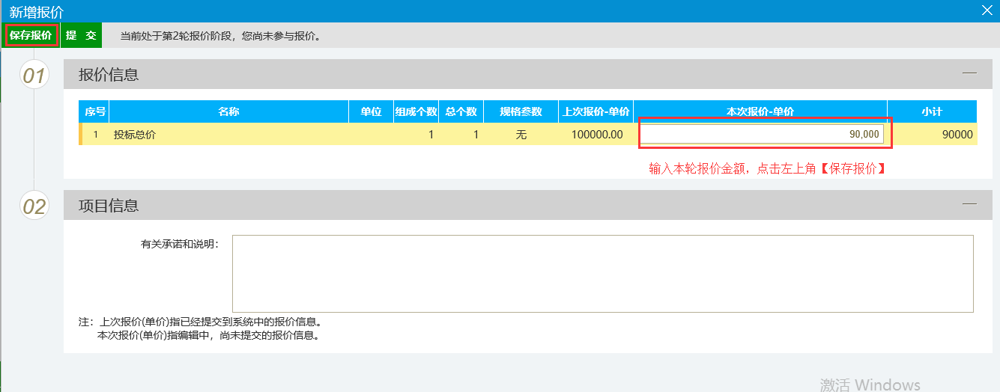 新增报价
保存报价 提 交 当前处于第2轮报价阶段，您尚未参与报价。
01 报价信息
序号 名称 单位 组成个数 总个数 规格参数 上次报价-单价 本次报价-单价 小计
1 投标总价 1 1 无 100000.00 90,000 90000
输入本轮报价金额，点击左上角【保存报价】
02 项目信息
有关承诺和说明：
注：上次报价(单价)指已经提交到系统中的报价信息。
本次报价(单价)指编辑中，尚未提交的报价信息。
激活 Windows